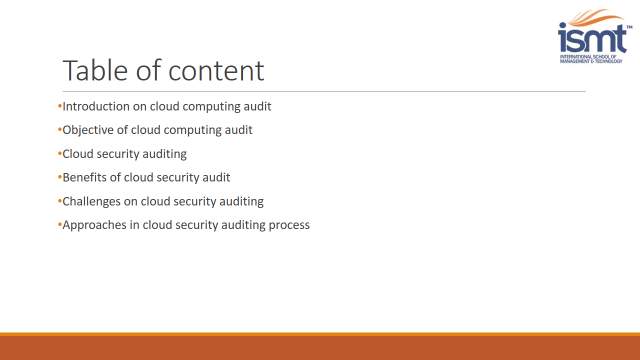 ismt™
INTERNATIONAL SCHOOL OF
MANAGEMENT & TECHNOLOGY
Table of content
•Introduction on cloud computing audit
•Objective of cloud computing audit
•Cloud security auditing
•Benefits of cloud security audit
•Challenges on cloud security auditing
•Approaches in cloud security auditing process